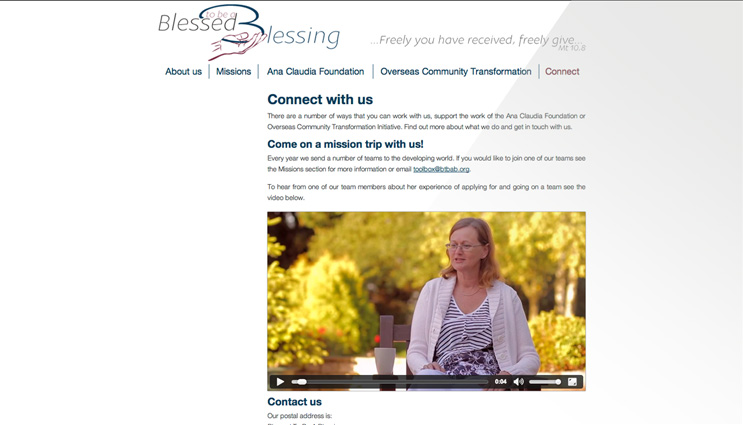 Blessed to be a Blessing
...Freely you have received, freely give...
Mt 10.8
About us Missions Ana Claudia Foundation Overseas Community Transformation Connect
Connect with us
There are a number of ways that you can work with us, support the work of the Ana Claudia Foundation or
Overseas Community Transformation Initiative. Find out more about what we do and get in touch with us.
Come on a mission trip with us!
Every year we send a number of teams to the developing world. If you would like to join one of our teams see
the Missions section for more information or email toolbox@btbab.org.
To hear from one of our team members about her experience of applying for and going on a team see the
video below.
0:04
Contact us
Our postal address is: